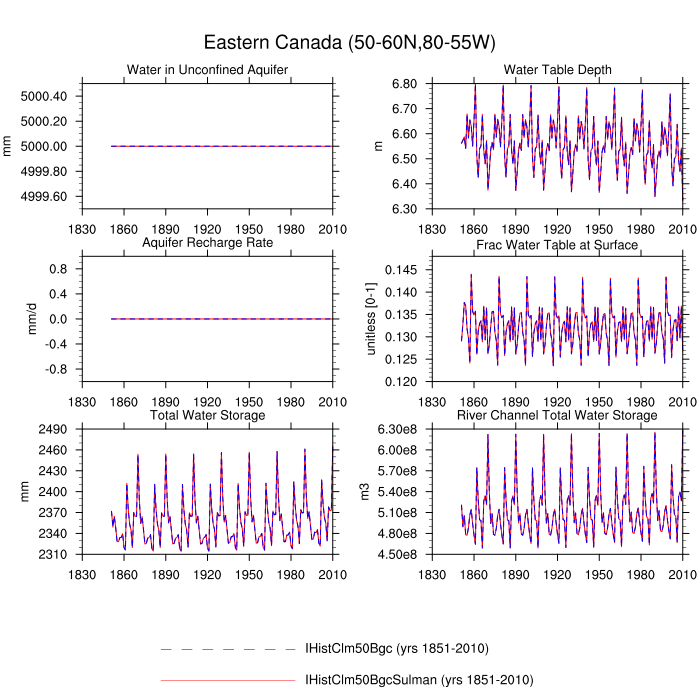 Eastern Canada (50-60N,80-55W)
Water in Unconfined Aquifer
Water Table Depth
mm
5000.40
5000.20
5000.00
4999.80
4999.60
1830 1860 1890 1920 1950 1980 2010
m
6.80
6.70
6.60
6.50
6.40
6.30
1830 1860 1890 1920 1950 1980 2010
Aquifer Recharge Rate
Frac Water Table at Surface
mm/d
0.8
0.4
0.0
-0.4
-0.8
1830 1860 1890 1920 1950 1980 2010
unitless [0-1]
0.145
0.140
0.135
0.130
0.125
0.120
1830 1860 1890 1920 1950 1980 2010
Total Water Storage
River Channel Total Water Storage
mm
2490
2460
2430
2400
2370
2340
2310
1830 1860 1890 1920 1950 1980 2010
m3
6.30e8
6.00e8
5.70e8
5.40e8
5.10e8
4.80e8
4.50e8
1830 1860 1890 1920 1950 1980 2010
IHistClm50Bgc (yrs 1851-2010)
IHistClm50BgcSulman (yrs 1851-2010)